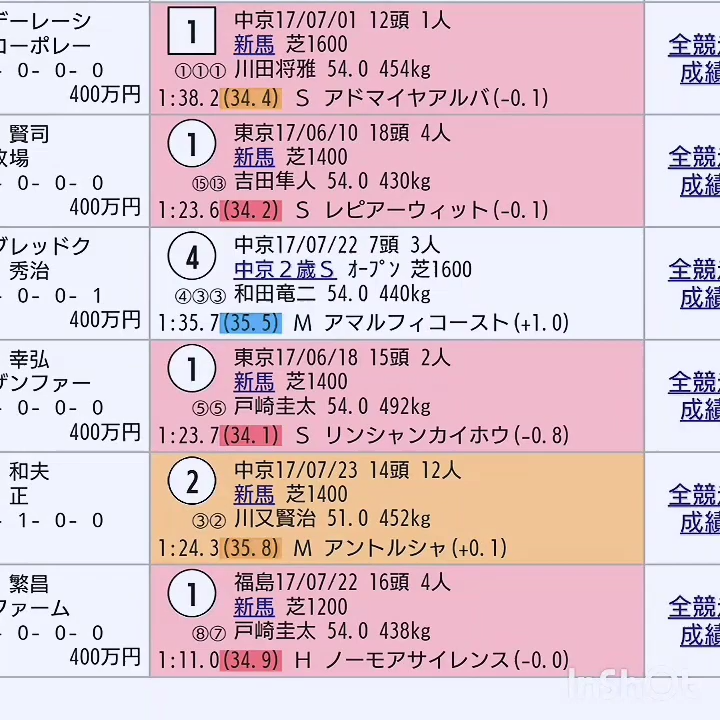 デーレーシ
コーポレー
- 0- 0- 0
400万円
1
中京17/07/01 12頭 1人
新馬 芝1600
①①① 川田将雅 54.0 454kg
1:38.2(34.4) S アドマイヤアルバ(-0.1)
全競
成績
賢司
牧場
- 0- 0- 0
400万円
1
東京17/06/10 18頭 4人
新馬 芝1400
⑮⑬ 吉田隼人 54.0 430kg
1:23.6(34.2) S レピアーウィット(-0.1)
全競
成績
ブレッドク
秀治
- 0- 0- 1
400万円
4
中京17/07/22 7頭 3人
中京２歳Ｓ ｵｰﾌﾟﾝ 芝1600
④③③ 和田竜二 54.0 440kg
1:35.7(35.5) M アマルフィコースト(+1.0)
全競
成績
幸弘
ザンファー
- 0- 0- 0
400万円
1
東京17/06/18 15頭 2人
新馬 芝1400
⑤⑤ 戸崎圭太 54.0 492kg
1:23.7(34.1) S リンシャンカイホウ(-0.8)
全競
成績
和夫
正
- 1- 0- 0
2
中京17/07/23 14頭 12人
新馬 芝1400
③② 川又賢治 51.0 452kg
1:24.3(35.8) M アントルシャ(+0.1)
全競
成績
繁昌
ファーム
- 0- 0- 0
400万円
1
福島17/07/22 16頭 4人
新馬 芝1200
⑧⑦ 戸崎圭太 54.0 438kg
1:11.0(34.9) H ノーモアサイレンス(-0.0)
全競
成績
InShOt